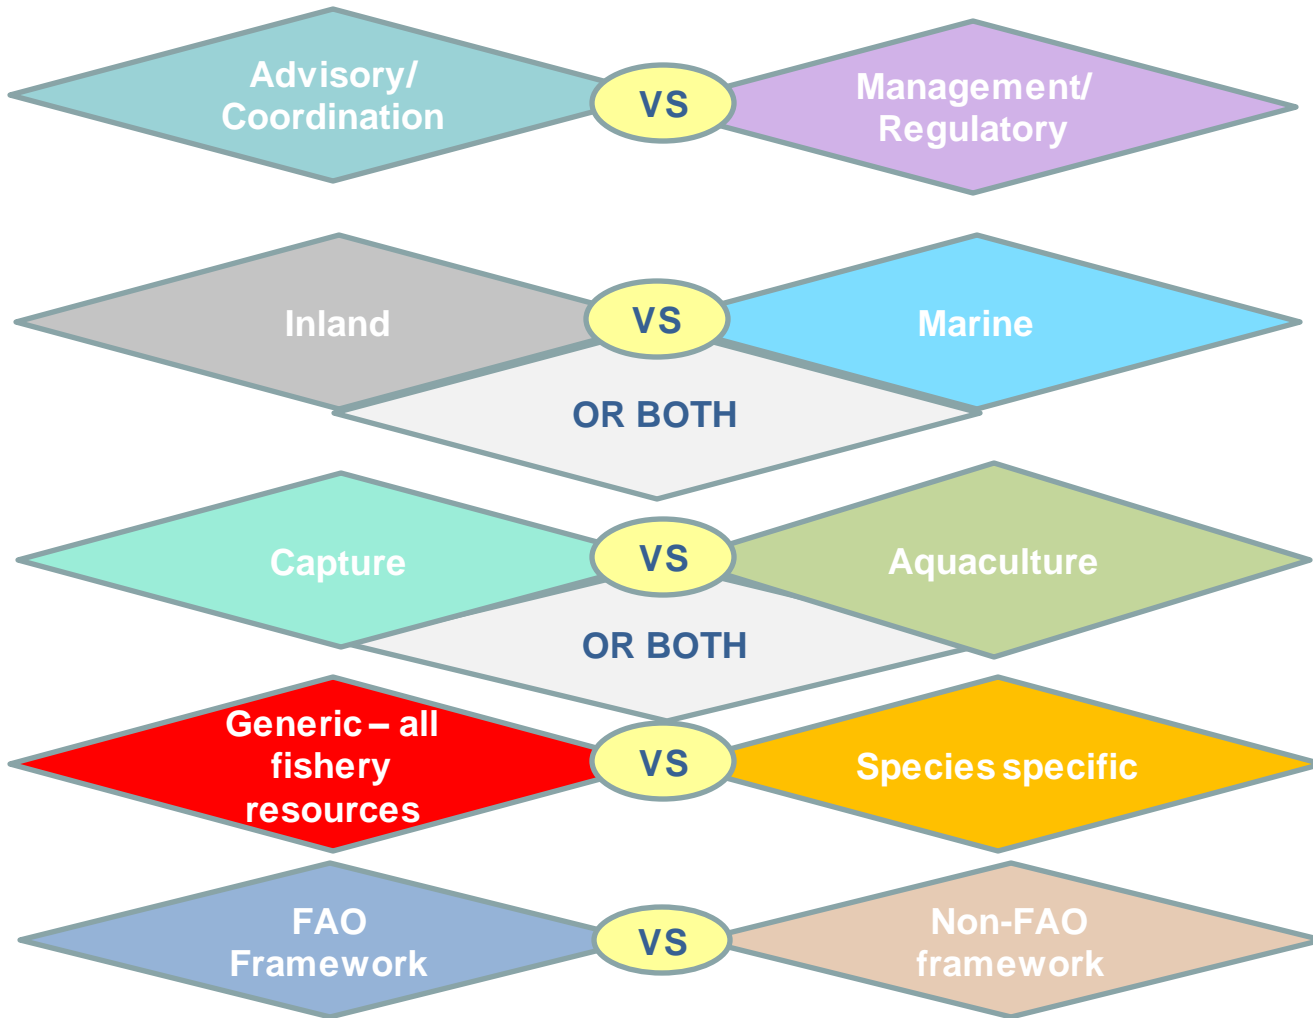 Advisory/
Coordination
VS
Management/
Regulatory
Inland
VS
Marine
OR BOTH
Capture
VS
Aquaculture
OR BOTH
Generic – all
fishery
resources
VS
Species specific
FAO
Framework
VS
Non-FAO
framework